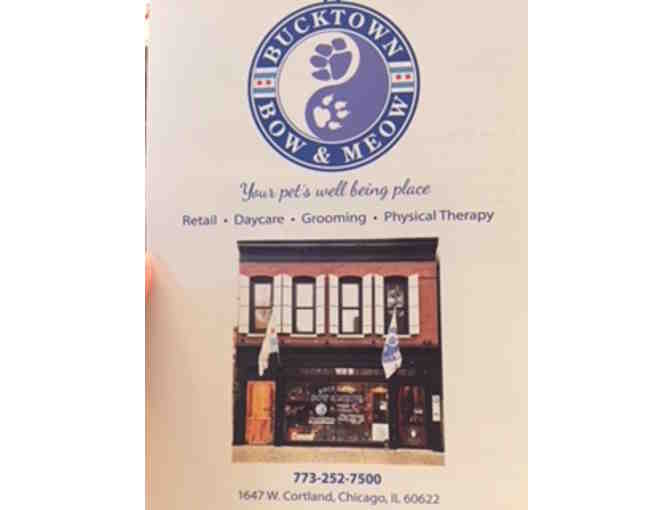 BUCKTOWN
BOW & MEOW
Your pet's well being place
Retail • Daycare • Grooming • Physical Therapy
773-252-7500
1647 W. Cortland, Chicago, IL 60622